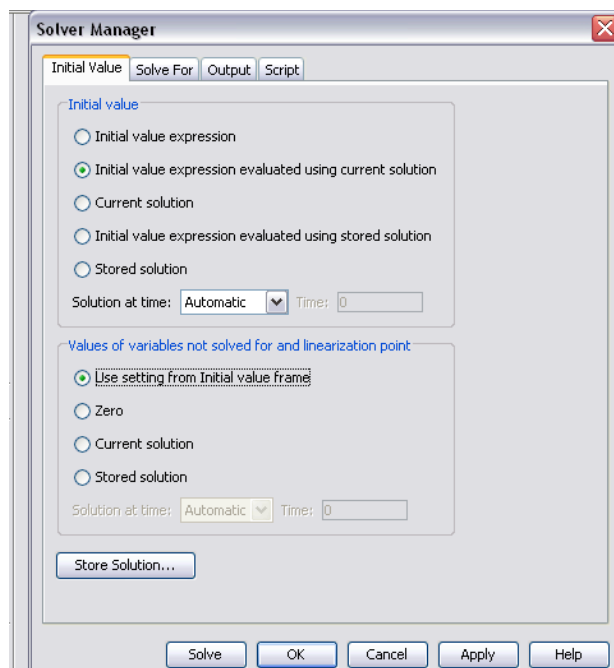 Solver Manager
Initial Value Solve For Output Script
Initial value
Initial value expression
Initial value expression evaluated using current solution
Current solution
Initial value expression evaluated using stored solution
Stored solution
Solution at time: Automatic Time: 0
Values of variables not solved for and linearization point
Use setting from Initial value frame
Zero
Current solution
Stored solution
Solution at time: Automatic Time: 0
Store Solution...
Solve OK Cancel Apply Help